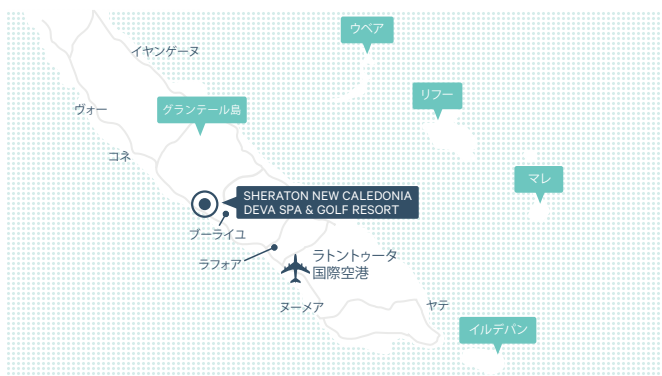 ウベア
イヤンゲーヌ
リフー
ヴォー
グランテール島
コネ
マレ
SHERATON NEW CALEDONIA
DEVA SPA & GOLF RESORT
ブーライユ
ラフォア
ラトントゥータ
国際空港
ヌーメア
ヤテ
イルデパン